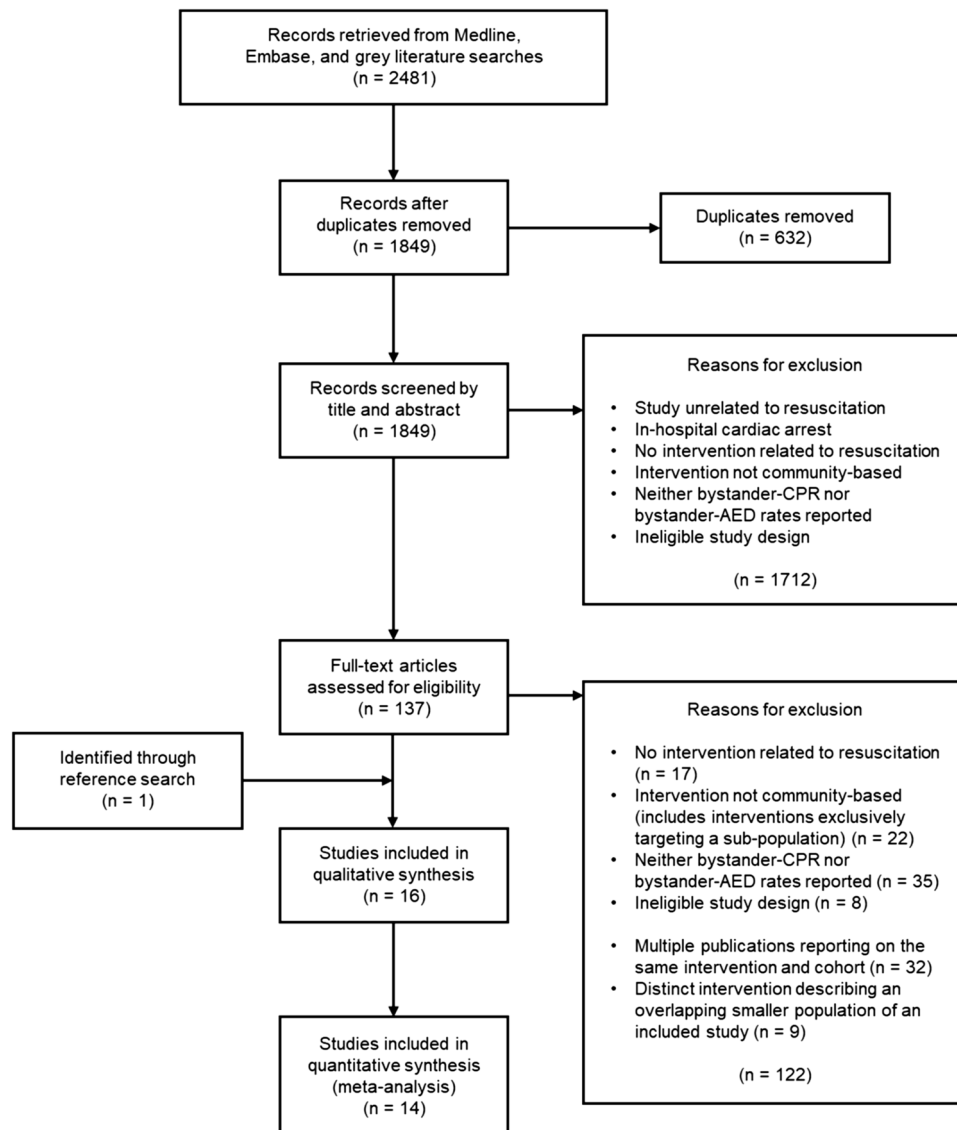 Records retrieved from Medline,
Embase, and grey literature searches
(n = 2481)
Records after
duplicates removed
(n = 1849)
Duplicates removed
(n = 632)
Records screened by
title and abstract
(n = 1849)
Reasons for exclusion
• Study unrelated to resuscitation
• In-hospital cardiac arrest
• No intervention related to resuscitation
• Intervention not community-based
• Neither bystander-CPR nor
bystander-AED rates reported
• Ineligible study design
(n = 1712)
Full-text articles
assessed for eligibility
(n = 137)
Reasons for exclusion
• No intervention related to resuscitation
(n = 17)
• Intervention not community-based
(includes interventions exclusively
targeting a sub-population) (n = 22)
• Neither bystander-CPR nor
bystander-AED rates reported (n = 35)
• Ineligible study design (n = 8)
• Multiple publications reporting on the
same intervention and cohort (n = 32)
• Distinct intervention describing an
overlapping smaller population of an
included study (n = 9)
(n = 122)
Identified through
reference search
(n = 1)
Studies included in
qualitative synthesis
(n = 16)
Studies included in
quantitative synthesis
(meta-analysis)
(n = 14)